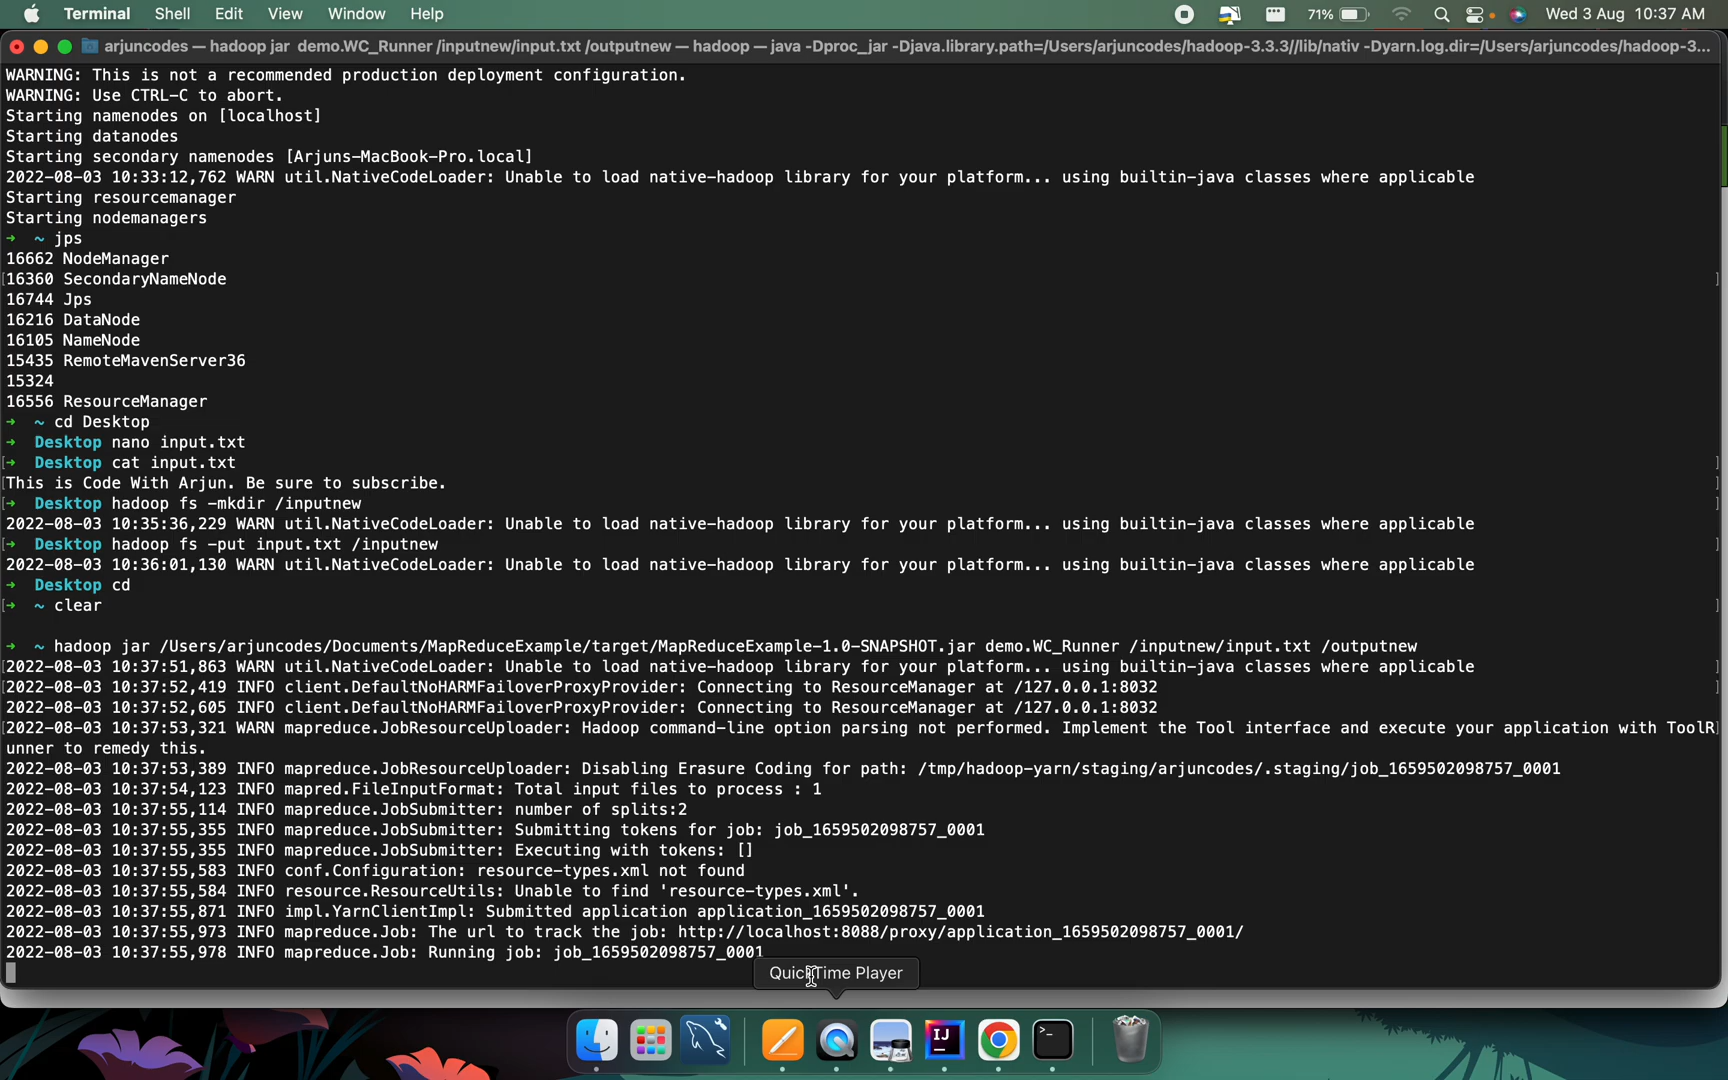 Terminal Shell Edit View Window Help 71% Wed 3 Aug 10:37 AM
arjuncodes — hadoop jar demo.WC_Runner /inputnew/input.txt /outputnew — hadoop — java -Dproc_jar -Djava.library.path=/Users/arjuncodes/hadoop-3.3.3//lib/nativ -Dyarn.log.dir=/Users/arjuncodes/hadoop-3...
WARNING: This is not a recommended production deployment configuration.
WARNING: Use CTRL-C to abort.
Starting namenodes on [localhost]
Starting datanodes
Starting secondary namenodes [Arjuns-MacBook-Pro.local]
2022-08-03 10:33:12,762 WARN util.NativeCodeLoader: Unable to load native-hadoop library for your platform... using builtin-java classes where applicable
Starting resourcemanager
Starting nodemanagers
→ ~ jps
16662 NodeManager
[16360 SecondaryNameNode ]
16744 Jps
16216 DataNode
16105 NameNode
15435 RemoteMavenServer36
15324
16556 ResourceManager
→ ~ cd Desktop
→ Desktop nano input.txt
[→ Desktop cat input.txt ]
[This is Code With Arjun. Be sure to subscribe. ]
[→ Desktop hadoop fs -mkdir /inputnew ]
2022-08-03 10:35:36,229 WARN util.NativeCodeLoader: Unable to load native-hadoop library for your platform... using builtin-java classes where applicable
[→ Desktop hadoop fs -put input.txt /inputnew ]
2022-08-03 10:36:01,130 WARN util.NativeCodeLoader: Unable to load native-hadoop library for your platform... using builtin-java classes where applicable
→ Desktop cd
[→ ~ clear ]
→ ~ hadoop jar /Users/arjuncodes/Documents/MapReduceExample/target/MapReduceExample-1.0-SNAPSHOT.jar demo.WC_Runner /inputnew/input.txt /outputnew
[2022-08-03 10:37:51,863 WARN util.NativeCodeLoader: Unable to load native-hadoop library for your platform... using builtin-java classes where applicable ]
[2022-08-03 10:37:52,419 INFO client.DefaultNoHARMFailoverProxyProvider: Connecting to ResourceManager at /127.0.0.1:8032 ]
2022-08-03 10:37:52,605 INFO client.DefaultNoHARMFailoverProxyProvider: Connecting to ResourceManager at /127.0.0.1:8032
[2022-08-03 10:37:53,321 WARN mapreduce.JobResourceUploader: Hadoop command-line option parsing not performed. Implement the Tool interface and execute your application with ToolR]
unner to remedy this.
2022-08-03 10:37:53,389 INFO mapreduce.JobResourceUploader: Disabling Erasure Coding for path: /tmp/hadoop-yarn/staging/arjuncodes/.staging/job_1659502098757_0001
2022-08-03 10:37:54,123 INFO mapred.FileInputFormat: Total input files to process : 1
2022-08-03 10:37:55,114 INFO mapreduce.JobSubmitter: number of splits:2
2022-08-03 10:37:55,355 INFO mapreduce.JobSubmitter: Submitting tokens for job: job_1659502098757_0001
2022-08-03 10:37:55,355 INFO mapreduce.JobSubmitter: Executing with tokens: []
2022-08-03 10:37:55,583 INFO conf.Configuration: resource-types.xml not found
2022-08-03 10:37:55,584 INFO resource.ResourceUtils: Unable to find 'resource-types.xml'.
2022-08-03 10:37:55,871 INFO impl.YarnClientImpl: Submitted application application_1659502098757_0001
2022-08-03 10:37:55,973 INFO mapreduce.Job: The url to track the job: http://localhost:8088/proxy/application_1659502098757_0001/
2022-08-03 10:37:55,978 INFO mapreduce.Job: Running job: job_1659502098757_0001
QuickTime Player
IJ